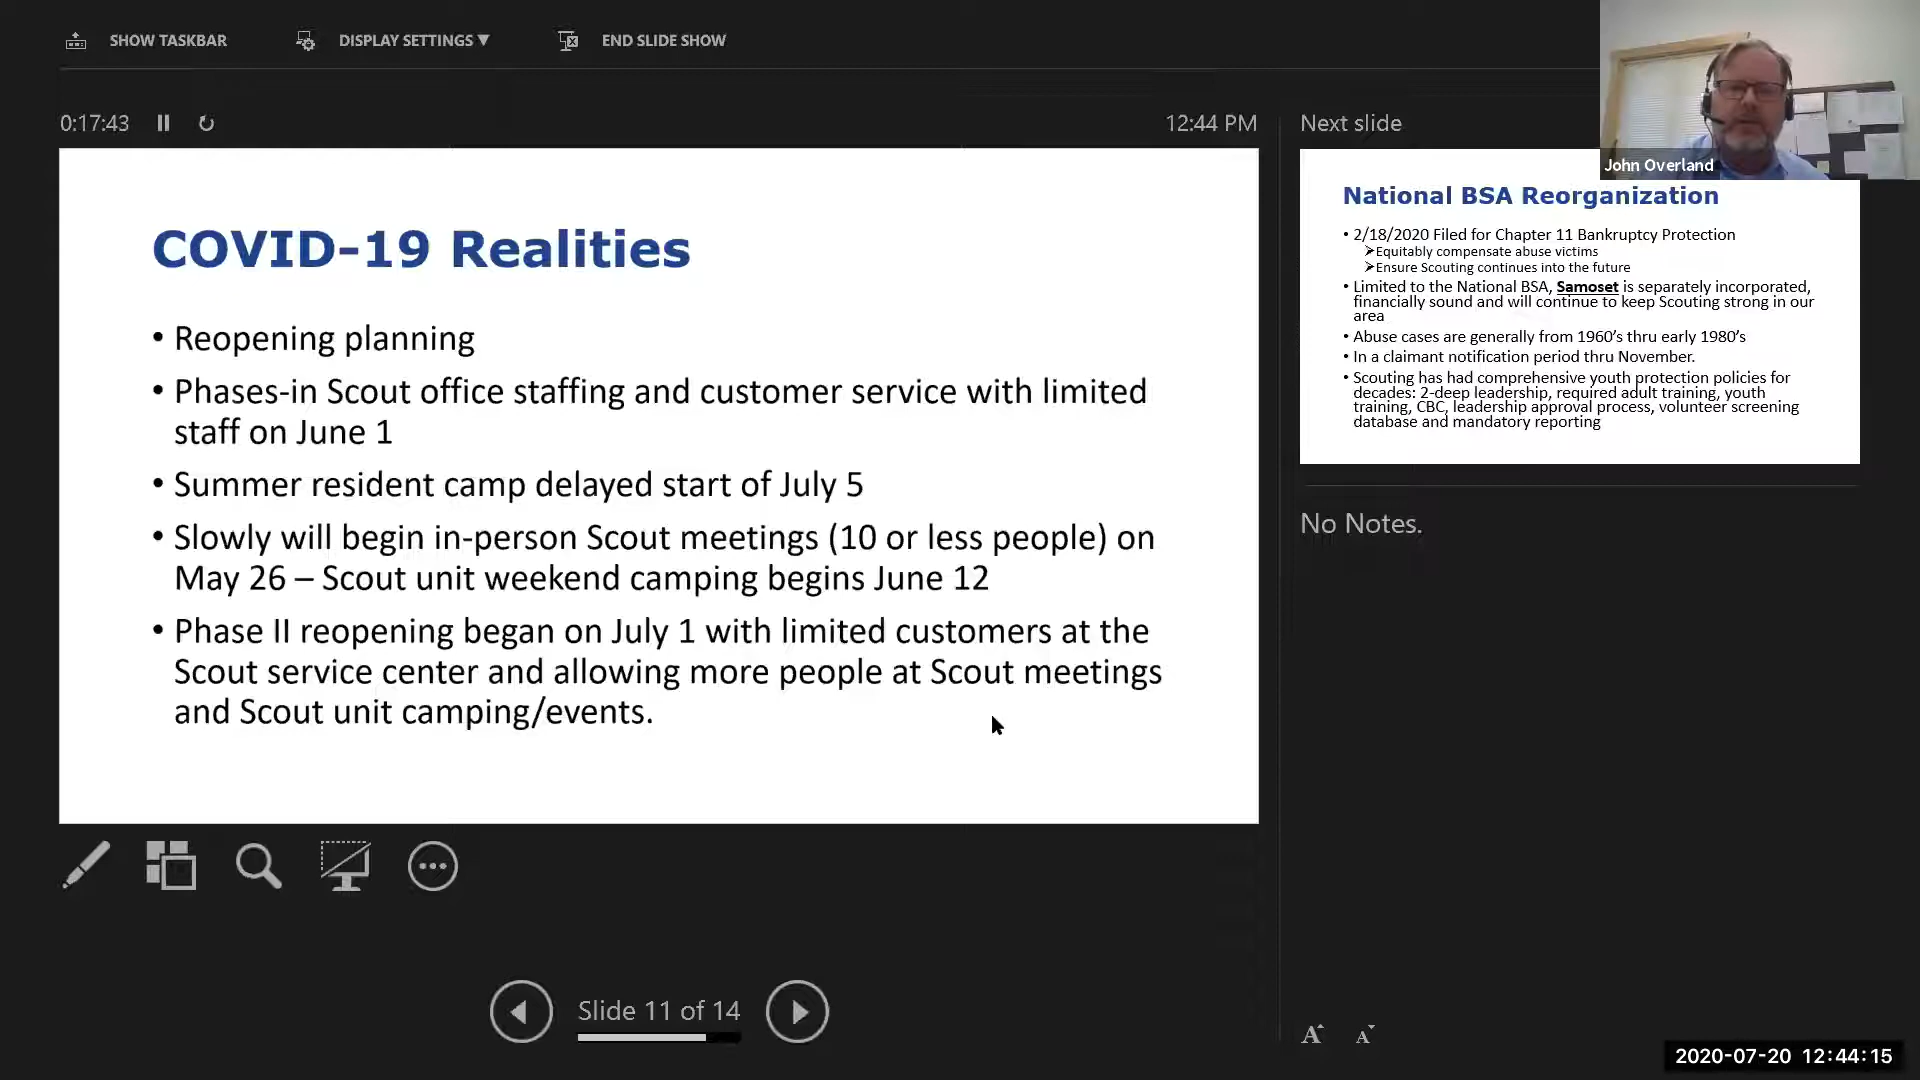 SHOW TASKBAR
DISPLAY SETTINGS ▼
END SLIDE SHOW
0:17:43
12:44 PM
Next slide
John Overland
COVID-19 Realities
• Reopening planning
• Phases-in Scout office staffing and customer service with limited
staff on June 1
• Summer resident camp delayed start of July 5
• Slowly will begin in-person Scout meetings (10 or less people) on
May 26 – Scout unit weekend camping begins June 12
• Phase II reopening began on July 1 with limited customers at the
Scout service center and allowing more people at Scout meetings
and Scout unit camping/events.
National BSA Reorganization
• 2/18/2020 Filed for Chapter 11 Bankruptcy Protection
➢Equitably compensate abuse victims
➢Ensure Scouting continues into the future
• Limited to the National BSA, Samoset is separately incorporated,
financially sound and will continue to keep Scouting strong in our
area
• Abuse cases are generally from 1960’s thru early 1980’s
• In a claimant notification period thru November.
• Scouting has had comprehensive youth protection policies for
decades: 2-deep leadership, required adult training, youth
training, CBC, leadership approval process, volunteer screening
database and mandatory reporting
No Notes.
Slide 11 of 14
A A
2020-07-20 12:44:15